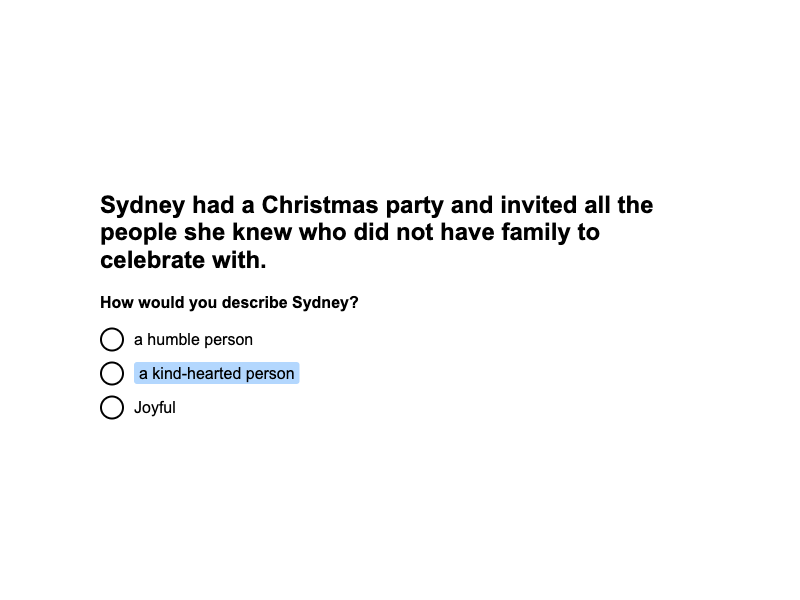 Sydney had a Christmas party and invited all the
people she knew who did not have family to
celebrate with.
How would you describe Sydney?
a humble person
a kind-hearted person
Joyful